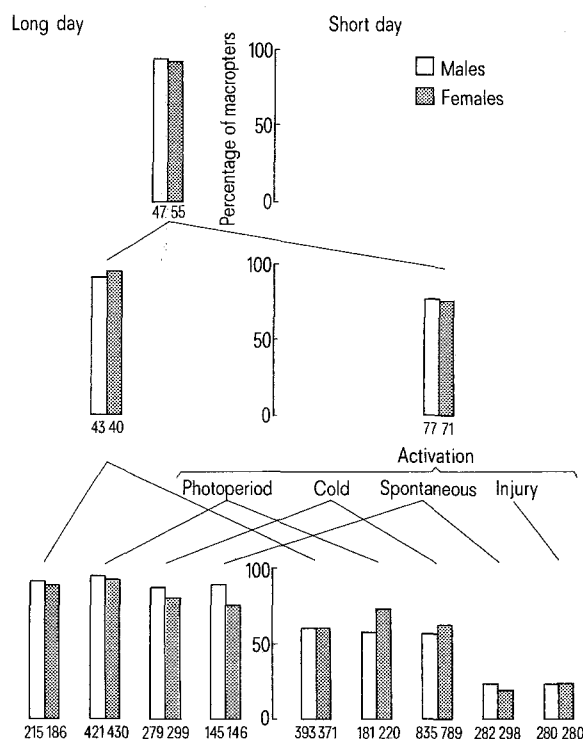 Long day
Short day
Percentage of macropters
100
50
0
Males
Females
47 55
100
50
0
43 40
77 71
Activation
Photoperiod Cold Spontaneous Injury
100
50
0
215 186 421 430 279 299 145 146 393 371 181 220 835 789 282 298 280 280